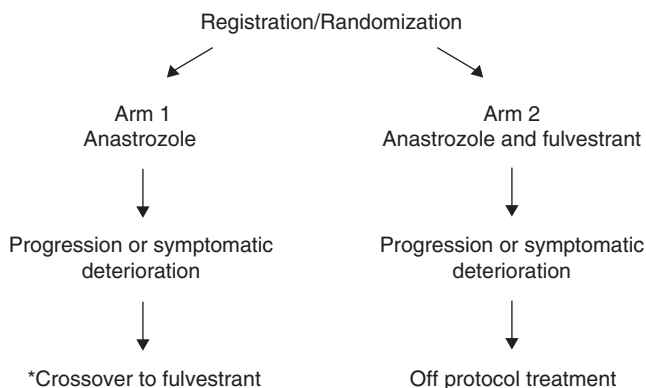 Registration/Randomization
Arm 1
Anastrozole
Arm 2
Anastrozole and fulvestrant
Progression or symptomatic
deterioration
Progression or symptomatic
deterioration
*Crossover to fulvestrant
Off protocol treatment